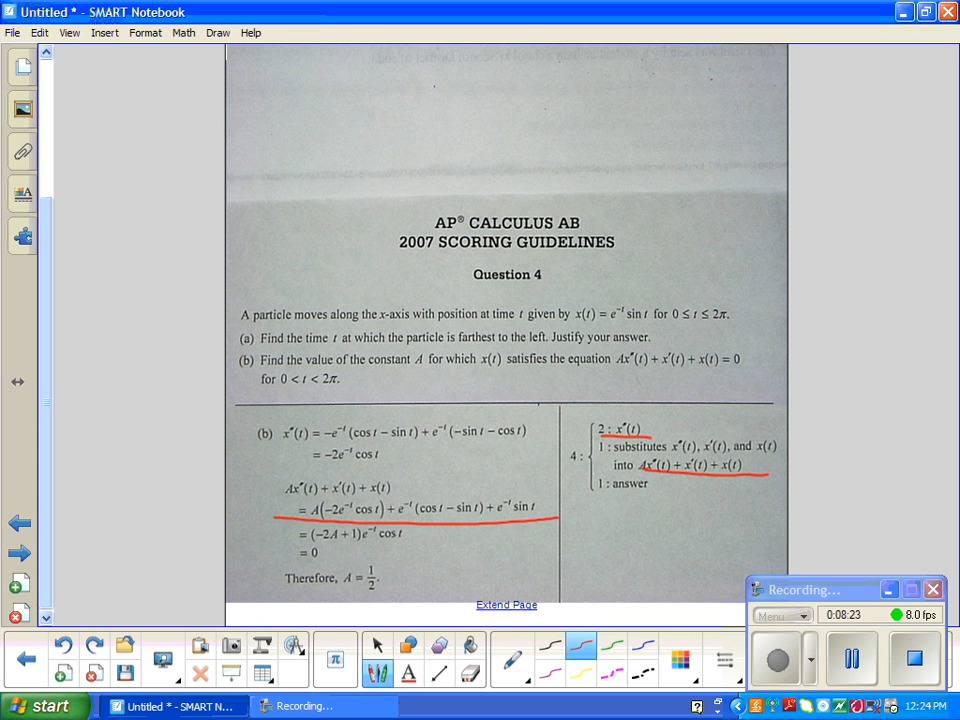 Untitled * - SMART Notebook
File Edit View Insert Format Math Draw Help
AP® CALCULUS AB
2007 SCORING GUIDELINES
Question 4
A particle moves along the x-axis with position at time t given by x(t) = e⁻ᵗ sin t for 0 ≤ t ≤ 2π.
(a) Find the time t at which the particle is farthest to the left. Justify your answer.
(b) Find the value of the constant A for which x(t) satisfies the equation Ax″(t) + x′(t) + x(t) = 0
for 0 < t < 2π.
(b) x″(t) = −e⁻ᵗ (cos t − sin t) + e⁻ᵗ (−sin t − cos t)
= −2e⁻ᵗ cos t
Ax″(t) + x′(t) + x(t)
= A(−2e⁻ᵗ cos t) + e⁻ᵗ (cos t − sin t) + e⁻ᵗ sin t
= (−2A + 1)e⁻ᵗ cos t
= 0
Therefore, A = 1/2.
4 :
2 : x″(t)
1 : substitutes x″(t), x′(t), and x(t)
into Ax″(t) + x′(t) + x(t)
1 : answer
Extend Page
Recording...
Menu
0:08:23
8.0 fps
π
A
start
Untitled * - SMART N...
Recording...
12:24 PM